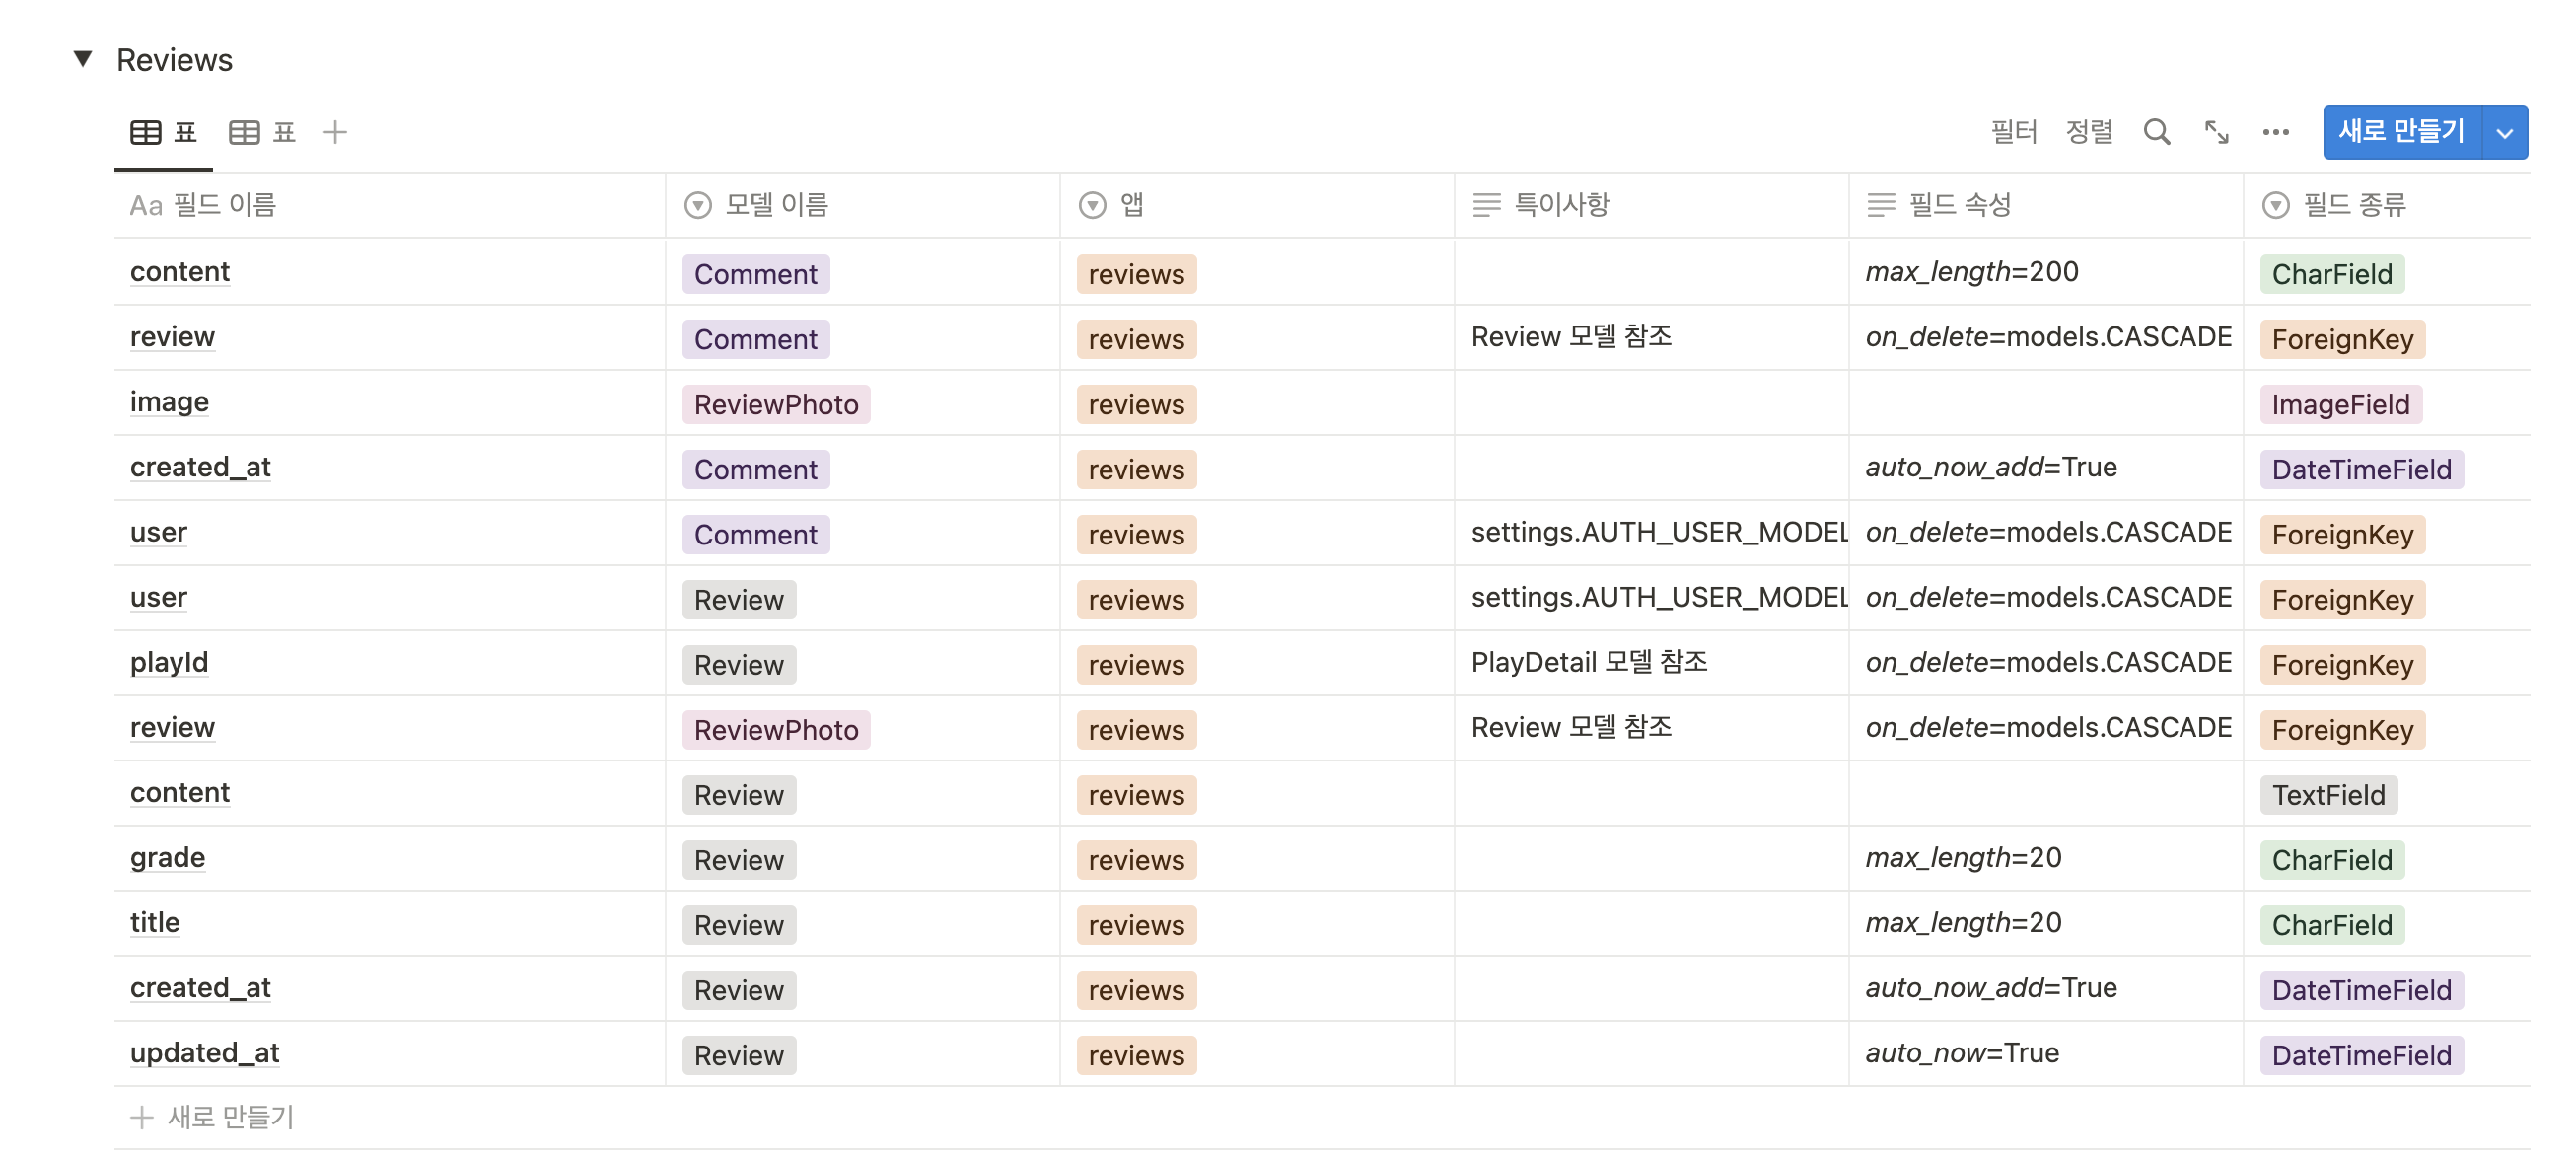 Reviews
표 표 필터 정렬 새로 만들기
Aa 필드 이름 모델 이름 앱 특이사항 필드 속성 필드 종류
content Comment reviews max_length=200 CharField
review Comment reviews Review 모델 참조 on_delete=models.CASCADE ForeignKey
image ReviewPhoto reviews ImageField
created_at Comment reviews auto_now_add=True DateTimeField
user Comment reviews settings.AUTH_USER_MODEL on_delete=models.CASCADE ForeignKey
user Review reviews settings.AUTH_USER_MODEL on_delete=models.CASCADE ForeignKey
playId Review reviews PlayDetail 모델 참조 on_delete=models.CASCADE ForeignKey
review ReviewPhoto reviews Review 모델 참조 on_delete=models.CASCADE ForeignKey
content Review reviews TextField
grade Review reviews max_length=20 CharField
title Review reviews max_length=20 CharField
created_at Review reviews auto_now_add=True DateTimeField
updated_at Review reviews auto_now=True DateTimeField
새로 만들기